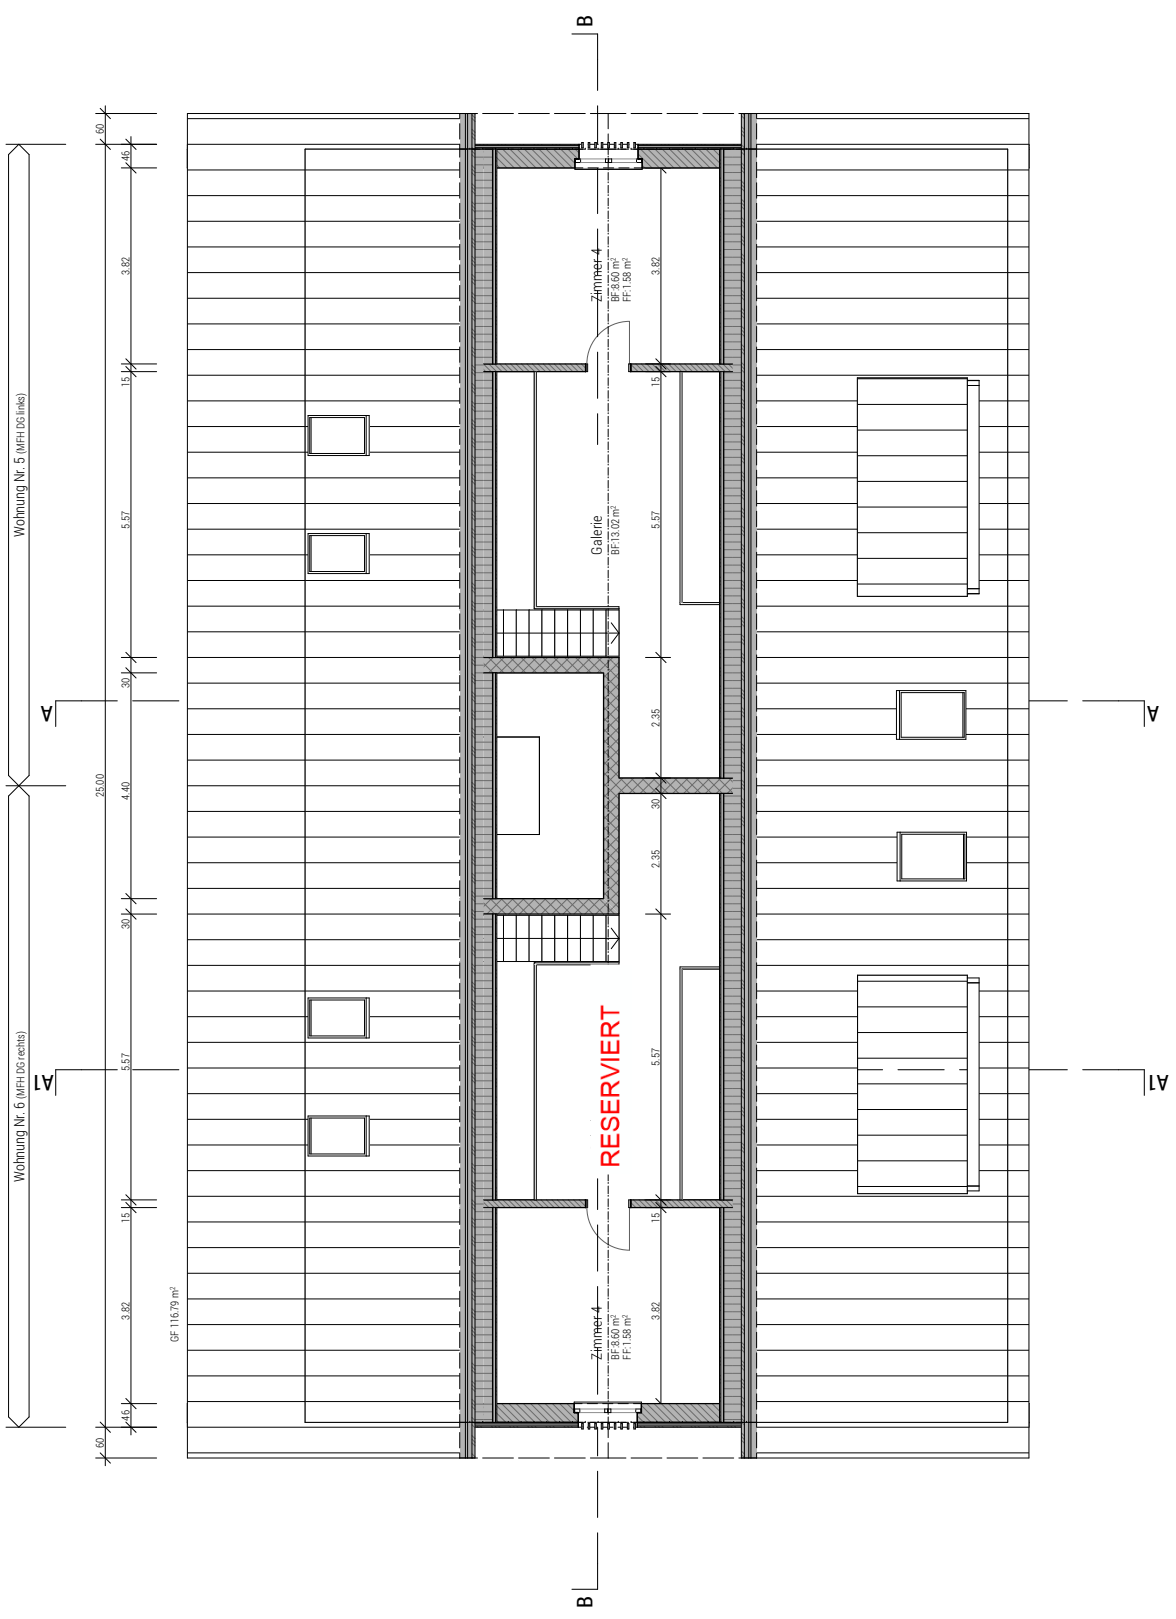 B
60
46
3.82
15
5.57
30
4.40
30
5.57
15
3.82
46
60
25.00
Wohnung Nr. 5 (MFH DG links)
Wohnung Nr. 6 (MFH DG rechts)
GF 116.79 m²
Zimmer 4
BF:8.60 m²
FF:1.58 m²
3.82
15
Galerie
BF:13.02 m²
5.57
2.35
30
2.35
5.57
RESERVIERT
15
Zimmer 4
BF:8.60 m²
FF:1.58 m²
3.82
A
A
A1
A1
B